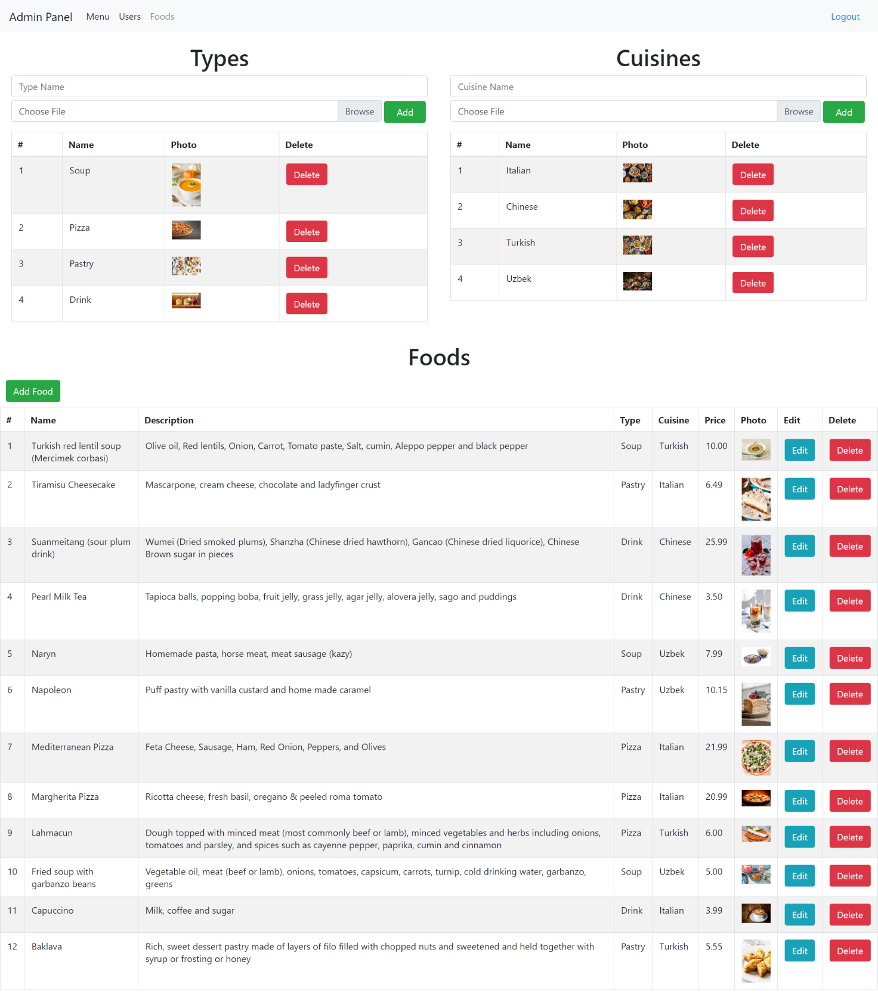 Admin Panel Menu Users Foods Logout
Types
Type Name
Choose File Browse Add
# Name Photo Delete
1 Soup Delete
2 Pizza Delete
3 Pastry Delete
4 Drink Delete
Cuisines
Cuisine Name
Choose File Browse Add
# Name Photo Delete
1 Italian Delete
2 Chinese Delete
3 Turkish Delete
4 Uzbek Delete
Foods
Add Food
# Name Description Type Cuisine Price Photo Edit Delete
1 Turkish red lentil soup Olive oil, Red lentils, Onion, Carrot, Tomato paste, Salt, cumin, Aleppo pepper and black pepper Soup Turkish 10.00 Edit Delete
(Mercimek corbasi)
2 Tiramisu Cheesecake Mascarpone, cream cheese, chocolate and ladyfinger crust Pastry Italian 6.49 Edit Delete
3 Suanmeitang (sour plum Wumei (Dried smoked plums), Shanzha (Chinese dried hawthorn), Gancao (Chinese dried liquorice), Chinese Drink Chinese 25.99 Edit Delete
drink) Brown sugar in pieces
4 Pearl Milk Tea Tapioca balls, popping boba, fruit jelly, grass jelly, agar jelly, alovera jelly, sago and puddings Drink Chinese 3.50 Edit Delete
5 Naryn Homemade pasta, horse meat, meat sausage (kazy) Soup Uzbek 7.99 Edit Delete
6 Napoleon Puff pastry with vanilla custard and home made caramel Pastry Uzbek 10.15 Edit Delete
7 Mediterranean Pizza Feta Cheese, Sausage, Ham, Red Onion, Peppers, and Olives Pizza Italian 21.99 Edit Delete
8 Margherita Pizza Ricotta cheese, fresh basil, oregano & peeled roma tomato Pizza Italian 20.99 Edit Delete
9 Lahmacun Dough topped with minced meat (most commonly beef or lamb), minced vegetables and herbs including onions, Pizza Turkish 6.00 Edit Delete
tomatoes and parsley, and spices such as cayenne pepper, paprika, cumin and cinnamon
10 Fried soup with Vegetable oil, meat (beef or lamb), onions, tomatoes, capsicum, carrots, turnip, cold drinking water, garbanzo, Soup Uzbek 5.00 Edit Delete
garbanzo beans greens
11 Capuccino Milk, coffee and sugar Drink Italian 3.99 Edit Delete
12 Baklava Rich, sweet dessert pastry made of layers of filo filled with chopped nuts and sweetened and held together with Pastry Turkish 5.55 Edit Delete
syrup or frosting or honey